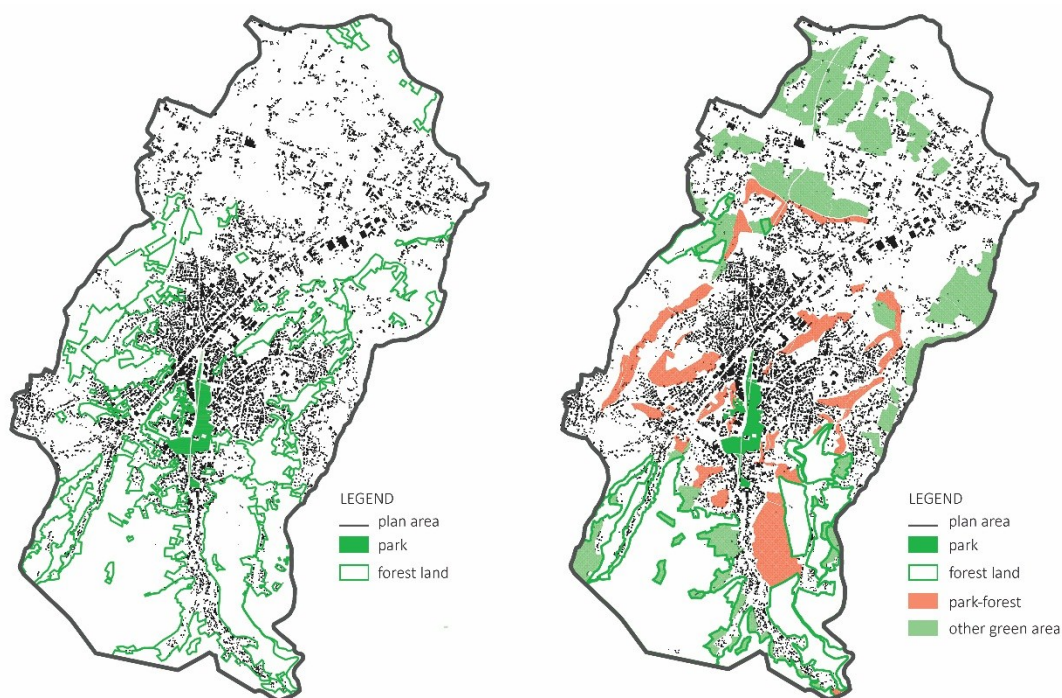 LEGEND
plan area
park
forest land
LEGEND
plan area
park
forest land
park-forest
other green area